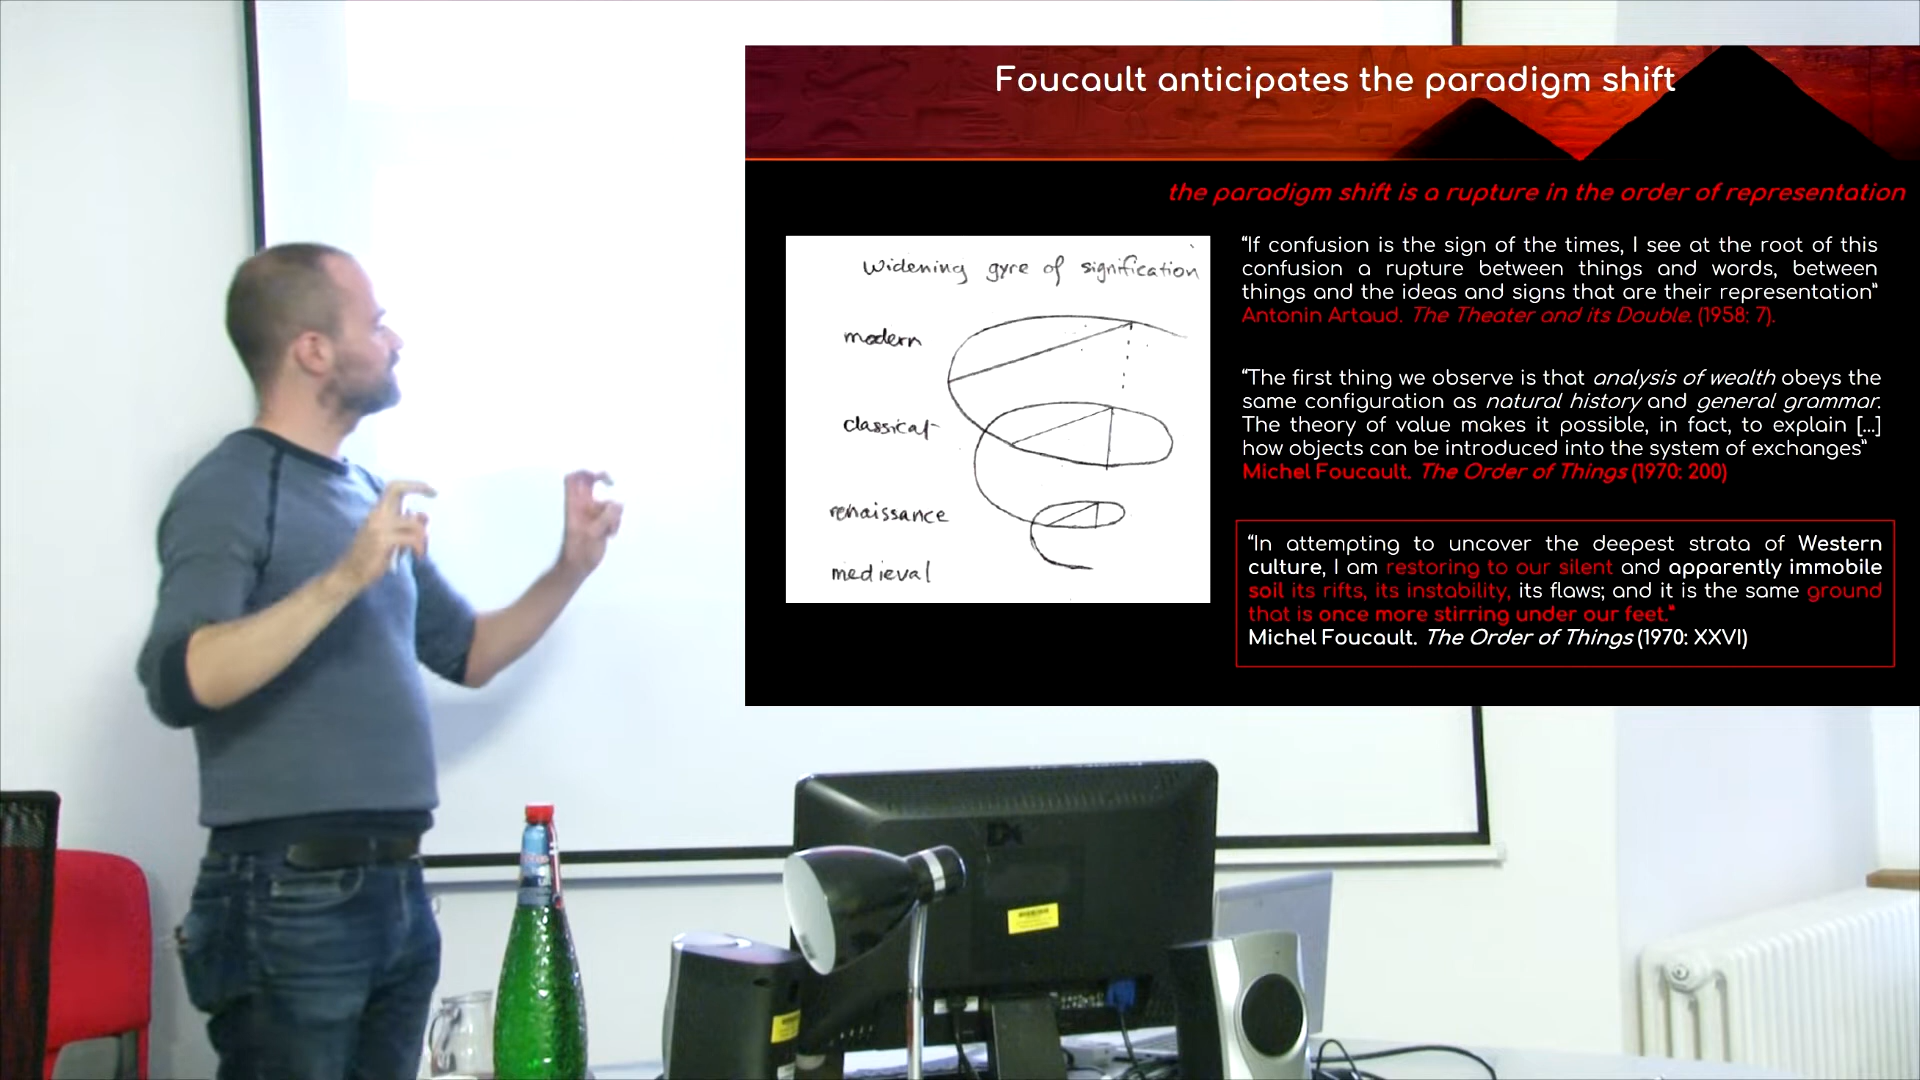 Foucault anticipates the paradigm shift
the paradigm shift is a rupture in the order of representation
Widening gyre of signification
modern
classical
renaissance
medieval
“If confusion is the sign of the times, I see at the root of this
confusion a rupture between things and words, between
things and the ideas and signs that are their representation”
Antonin Artaud. The Theater and its Double. (1958: 7).
“The first thing we observe is that analysis of wealth obeys the
same configuration as natural history and general grammar.
The theory of value makes it possible, in fact, to explain [...]
how objects can be introduced into the system of exchanges”
Michel Foucault. The Order of Things (1970: 200)
“In attempting to uncover the deepest strata of Western
culture, I am restoring to our silent and apparently immobile
soil its rifts, its instability, its flaws; and it is the same ground
that is once more stirring under our feet.”
Michel Foucault. The Order of Things (1970: XXVI)